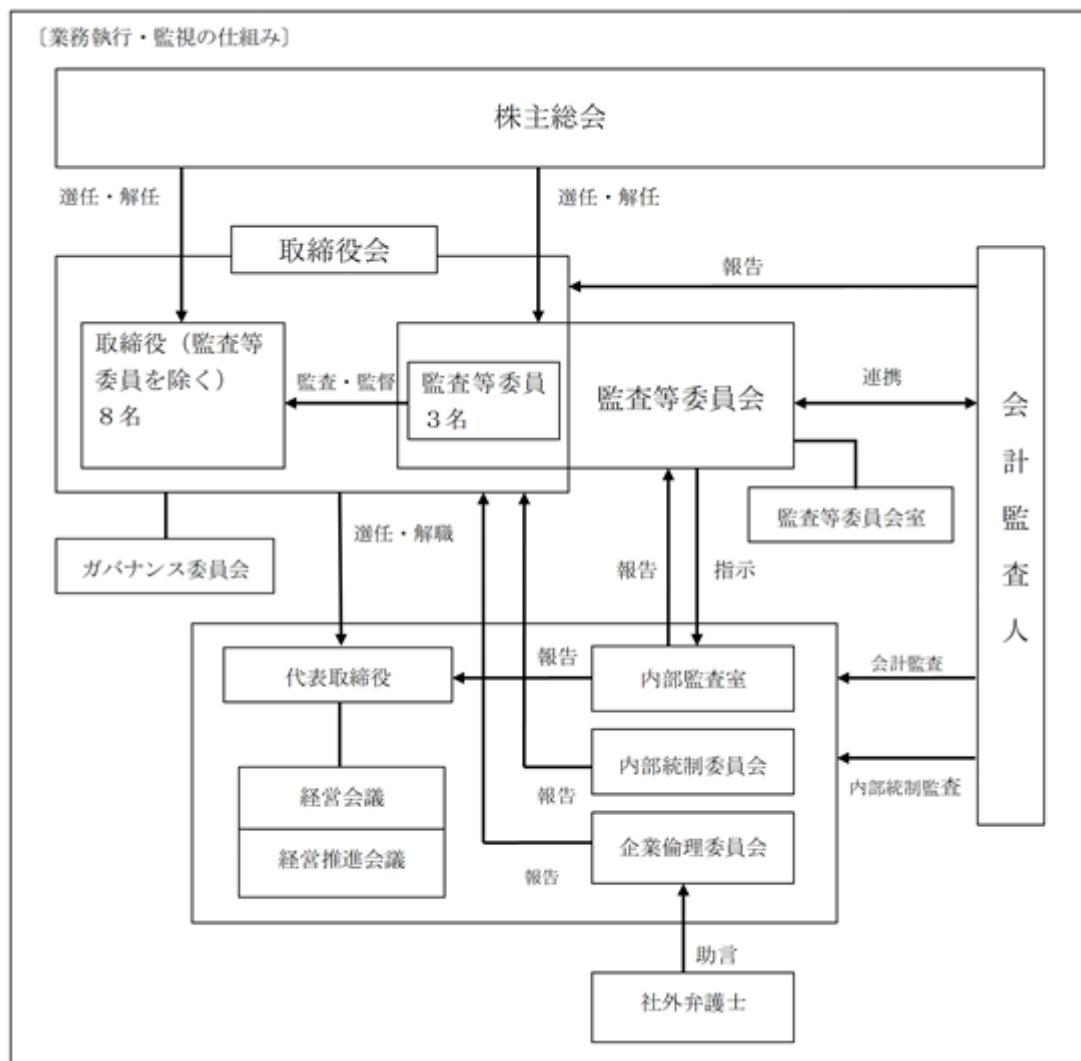 〔業務執行・監視の仕組み〕
株主総会
選任・解任
選任・解任
取締役会
報告
取締役（監査等
委員を除く）
８名
監査・監督
監査等委員
３名
監査等委員会
連携
会計監査人
監査等委員会室
選任・解職
ガバナンス委員会
報告
指示
代表取締役
報告
内部監査室
会計監査
内部統制委員会
内部統制監査
経営会議
報告
経営推進会議
企業倫理委員会
報告
助言
社外弁護士